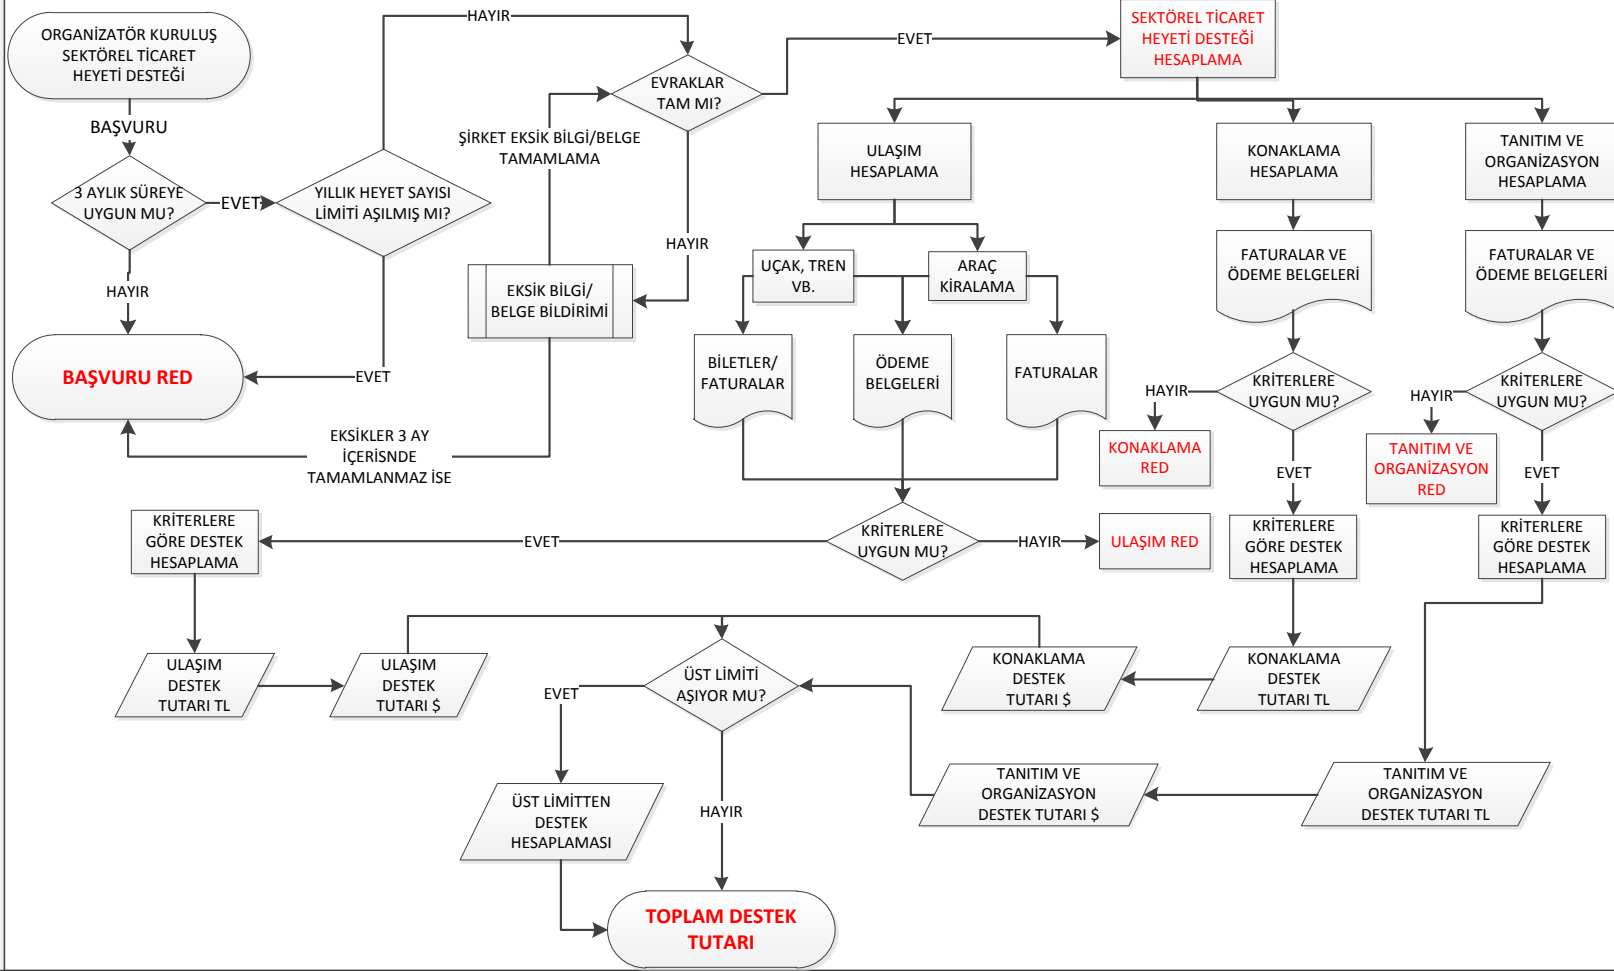 ORGANİZATÖR KURULUŞ
SEKTÖREL TİCARET
HEYETİ DESTEĞİ
BAŞVURU
3 AYLIK SÜREYE
UYGUN MU?
EVET
HAYIR
YILLIK HEYET SAYISI
LİMİTİ AŞILMIŞ MI?
HAYIR
EVET
BAŞVURU RED
EVRAKLAR
TAM MI?
EVET
HAYIR
ŞİRKET EKSİK BİLGİ/BELGE
TAMAMLAMA
EKSİK BİLGİ/
BELGE BİLDİRİMİ
EKSİKLER 3 AY
İÇERİSNDE
TAMAMLANMAZ İSE
SEKTÖREL TİCARET
HEYETİ DESTEĞİ
HESAPLAMA
ULAŞIM
HESAPLAMA
KONAKLAMA
HESAPLAMA
TANITIM VE
ORGANİZASYON
HESAPLAMA
UÇAK, TREN
VB.
ARAÇ
KİRALAMA
FATURALAR VE
ÖDEME BELGELERİ
FATURALAR VE
ÖDEME BELGELERİ
BİLETLER/
FATURALAR
ÖDEME
BELGELERİ
FATURALAR
KRİTERLERE
UYGUN MU?
HAYIR
KONAKLAMA
RED
EVET
KRİTERLERE
UYGUN MU?
HAYIR
TANITIM VE
ORGANİZASYON
RED
EVET
KRİTERLERE
UYGUN MU?
HAYIR
ULAŞIM RED
EVET
KRİTERLERE
GÖRE DESTEK
HESAPLAMA
KRİTERLERE
GÖRE DESTEK
HESAPLAMA
KRİTERLERE
GÖRE DESTEK
HESAPLAMA
ULAŞIM
DESTEK
TUTARI TL
ULAŞIM
DESTEK
TUTARI $
ÜST LİMİTİ
AŞIYOR MU?
EVET
HAYIR
KONAKLAMA
DESTEK
TUTARI $
KONAKLAMA
DESTEK
TUTARI TL
ÜST LİMİTTEN
DESTEK
HESAPLAMASI
TANITIM VE
ORGANİZASYON
DESTEK TUTARI $
TANITIM VE
ORGANİZASYON
DESTEK TUTARI TL
TOPLAM DESTEK
TUTARI